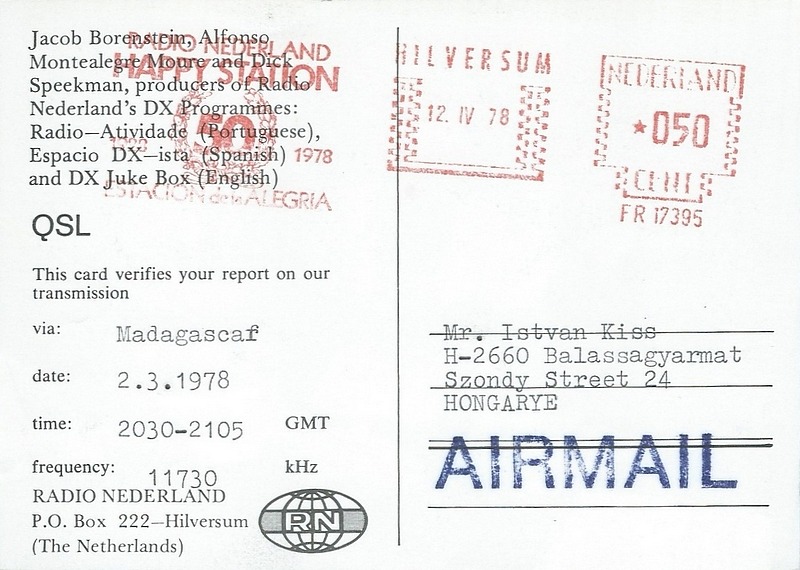 Jacob Borenstein, Alfonso
Montealegre Moure and Dick
Speekman, producers of Radio
Nederland's DX Programmes:
Radio—Atividade (Portuguese),
Espacio DX—ista (Spanish)
and DX Juke Box (English)
RADIO NEDERLAND
HAPPY STATION
50
1928 1978
ESTACION de la ALEGRIA
QSL
This card verifies your report on our
transmission
via: Madagascaf
date: 2.3.1978
time: 2030-2105 GMT
frequency: 11730 kHz
RADIO NEDERLAND
P.O. Box 222—Hilversum
(The Netherlands)
RN
HILVERSUM
12. IV 78
NEDERLAND
*050
CENT
FR 17395
Mr. Istvan Kiss
H-2660 Balassagyarmat
Szondy Street 24
HONGARYE
AIRMAIL